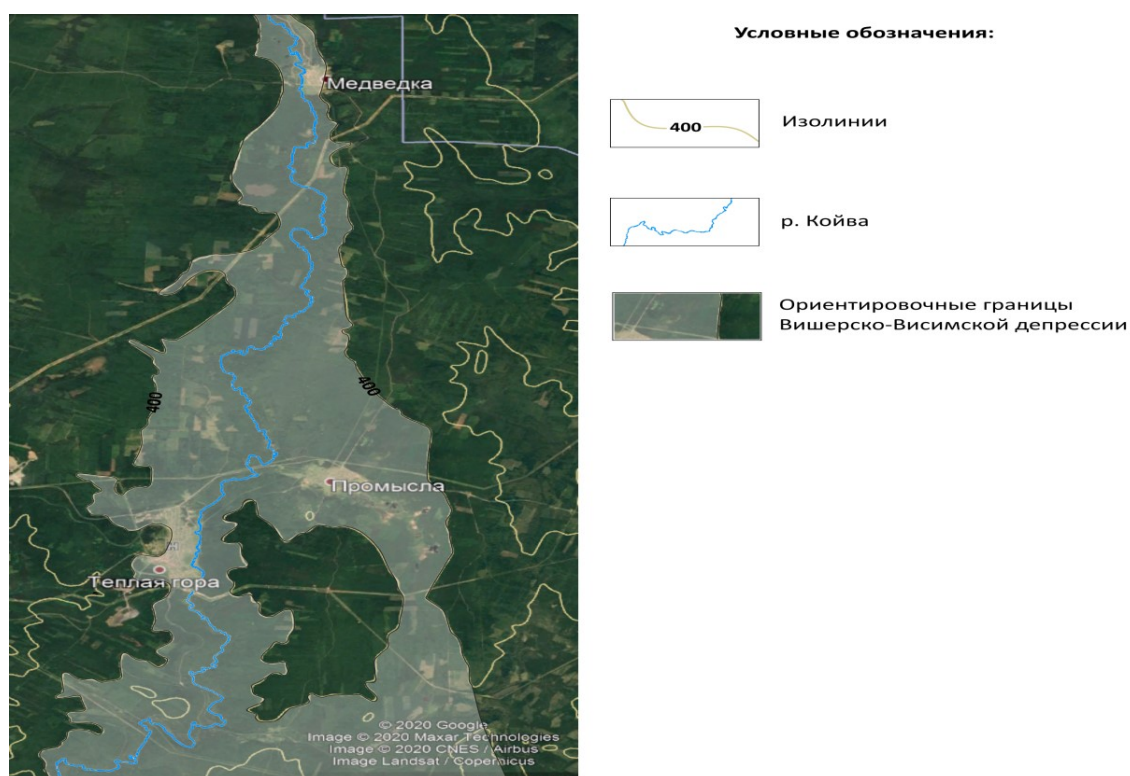 Медведка
400
400
Промысла
Теплая гора
© 2020 Google
Image © 2020 Maxar Technologies
Image © 2020 CNES / Airbus
Image Landsat / Copernicus
Условные обозначения:
400
Изолинии
р. Койва
Ориентировочные границы
Вишерско-Висимской депрессии